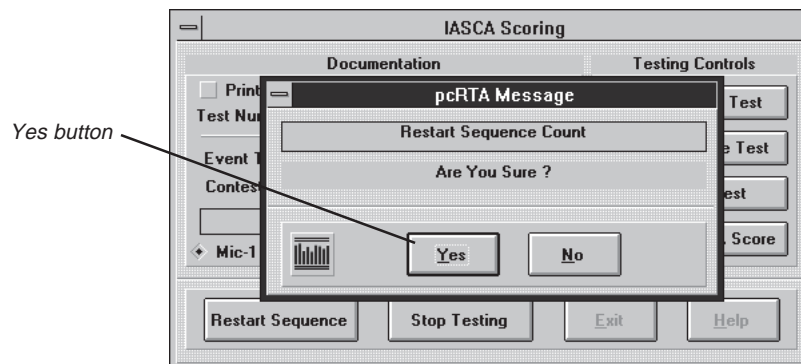 IASCA Scoring
Documentation
Testing Controls
Print
Test
Test Nu
e Test
Event T
est
Contes
Score
Mic-1
pcRTA Message
Restart Sequence Count
Are You Sure ?
Yes
No
Yes button
Restart Sequence
Stop Testing
Exit
Help